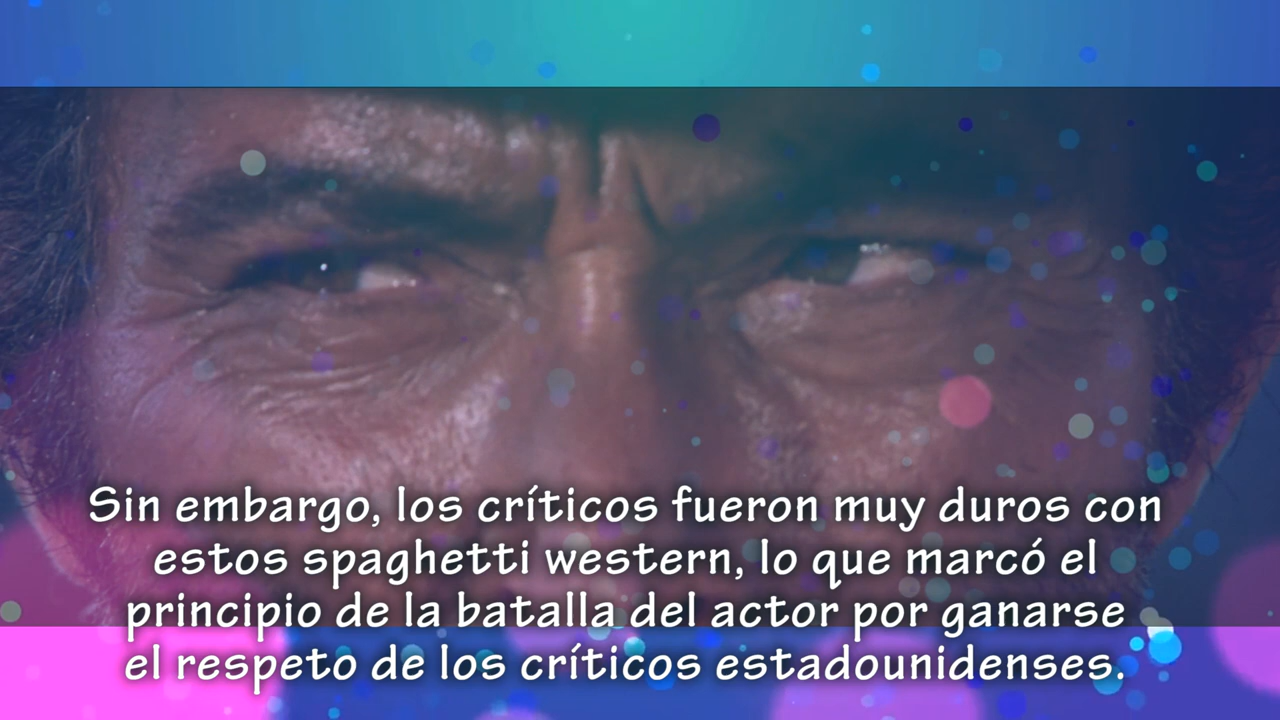 Sin embargo, los críticos fueron muy duros con
estos spaghetti western, lo que marcó el
principio de la batalla del actor por ganarse
el respeto de los críticos estadounidenses.